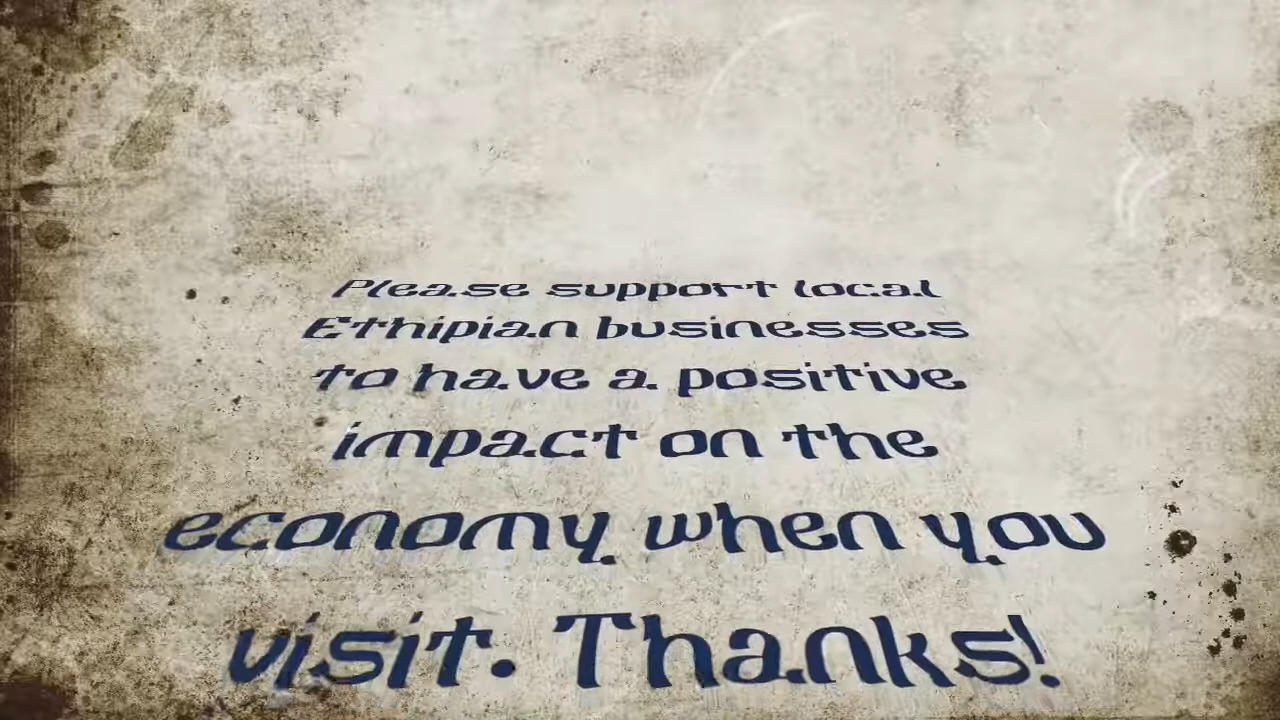 Please support local
Ethipian businesses
to have a positive
impact on the
economy when you
visit. Thanks!